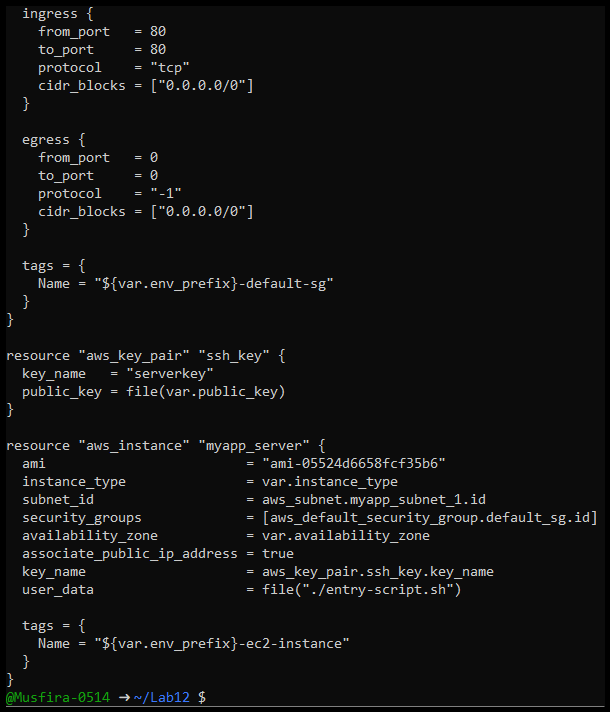 ingress {
    from_port   = 80
    to_port     = 80
    protocol    = "tcp"
    cidr_blocks = ["0.0.0.0/0"]
  }

  egress {
    from_port   = 0
    to_port     = 0
    protocol    = "-1"
    cidr_blocks = ["0.0.0.0/0"]
  }

  tags = {
    Name = "${var.env_prefix}-default-sg"
  }
}

resource "aws_key_pair" "ssh_key" {
  key_name   = "serverkey"
  public_key = file(var.public_key)
}

resource "aws_instance" "myapp_server" {
  ami                         = "ami-05524d6658fcf35b6"
  instance_type               = var.instance_type
  subnet_id                   = aws_subnet.myapp_subnet_1.id
  security_groups             = [aws_default_security_group.default_sg.id]
  availability_zone           = var.availability_zone
  associate_public_ip_address = true
  key_name                    = aws_key_pair.ssh_key.key_name
  user_data                   = file("./entry-script.sh")

  tags = {
    Name = "${var.env_prefix}-ec2-instance"
  }
}
@Musfira-0514 ➜ ~/Lab12 $